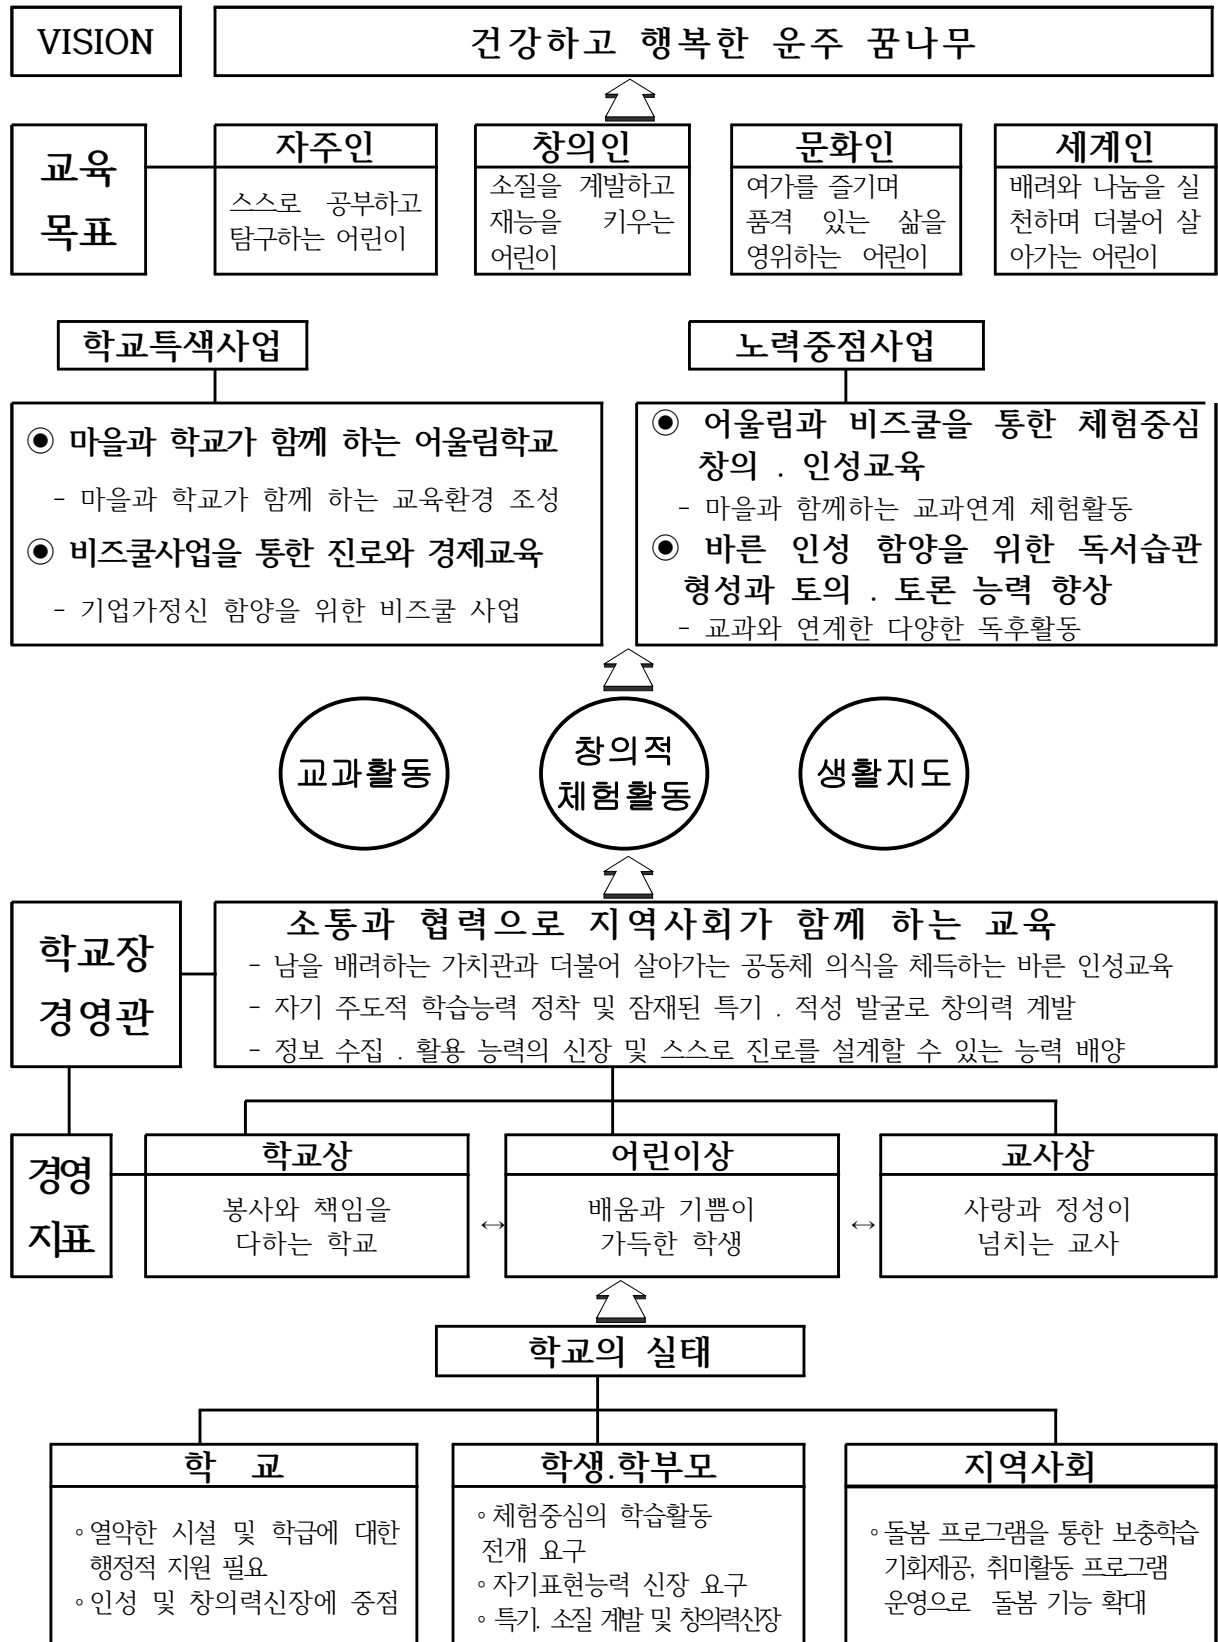 VISION
건강하고 행복한 운주 꿈나무
교육
목표
자주인
스스로 공부하고
탐구하는 어린이
창의인
소질을 계발하고
재능을 키우는
어린이
문화인
여가를 즐기며
품격 있는 삶을
영위하는 어린이
세계인
배려와 나눔을 실
천하며 더불어 살
아가는 어린이
학교특색사업
◉ 마을과 학교가 함께 하는 어울림학교
- 마을과 학교가 함께 하는 교육환경 조성
◉ 비즈쿨사업을 통한 진로와 경제교육
- 기업가정신 함양을 위한 비즈쿨 사업
노력중점사업
◉ 어울림과 비즈쿨을 통한 체험중심
창의 . 인성교육
- 마을과 함께하는 교과연계 체험활동
◉ 바른 인성 함양을 위한 독서습관
형성과 토의 . 토론 능력 향상
- 교과와 연계한 다양한 독후활동
교과활동
창의적
체험활동
생활지도
학교장
경영관
소통과 협력으로 지역사회가 함께 하는 교육
- 남을 배려하는 가치관과 더불어 살아가는 공동체 의식을 체득하는 바른 인성교육
- 자기 주도적 학습능력 정착 및 잠재된 특기 . 적성 발굴로 창의력 계발
- 정보 수집 . 활용 능력의 신장 및 스스로 진로를 설계할 수 있는 능력 배양
경영
지표
학교상
봉사와 책임을
다하는 학교
↔
어린이상
배움과 기쁨이
가득한 학생
↔
교사상
사랑과 정성이
넘치는 교사
학교의 실태
학 교
◦열악한 시설 및 학급에 대한
행정적 지원 필요
◦인성 및 창의력신장에 중점
학생.학부모
◦체험중심의 학습활동
전개 요구
◦자기표현능력 신장 요구
◦특기. 소질 계발 및 창의력신장
지역사회
◦돌봄 프로그램을 통한 보충학습
기회제공, 취미활동 프로그램
운영으로 돌봄 기능 확대